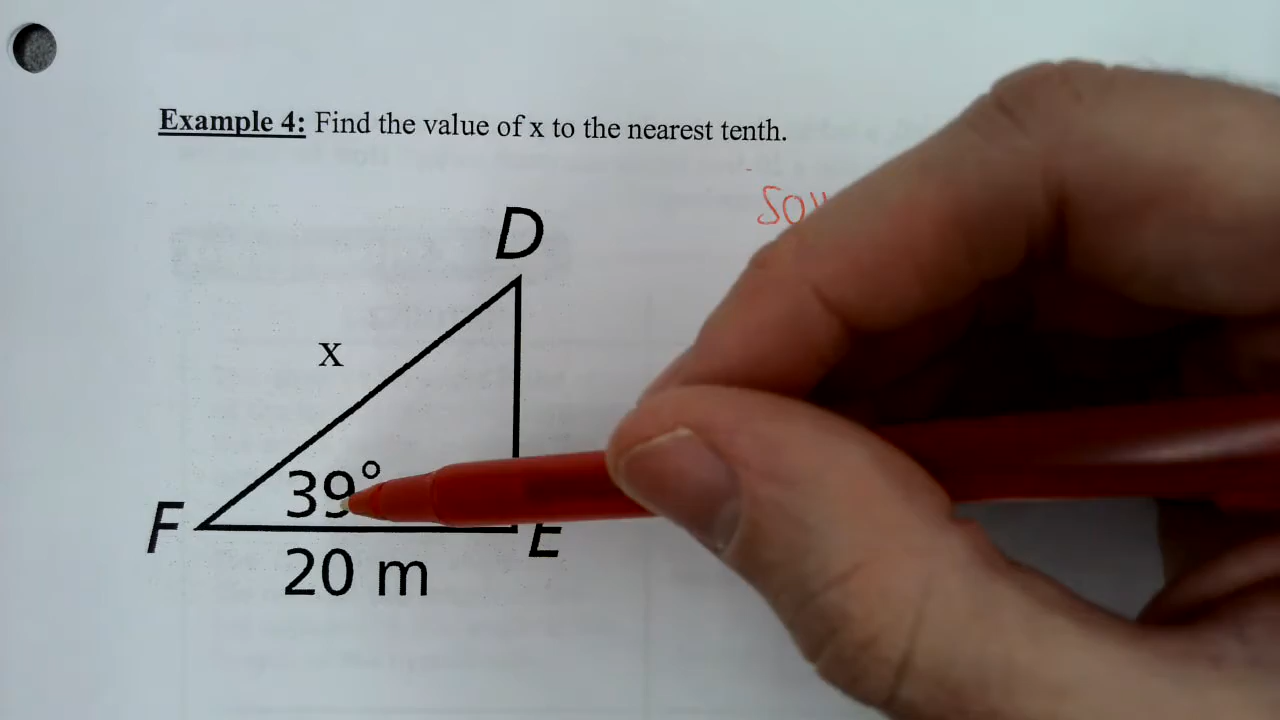 Example 4: Find the value of x to the nearest tenth.
D
x
39°
F
E
20 m